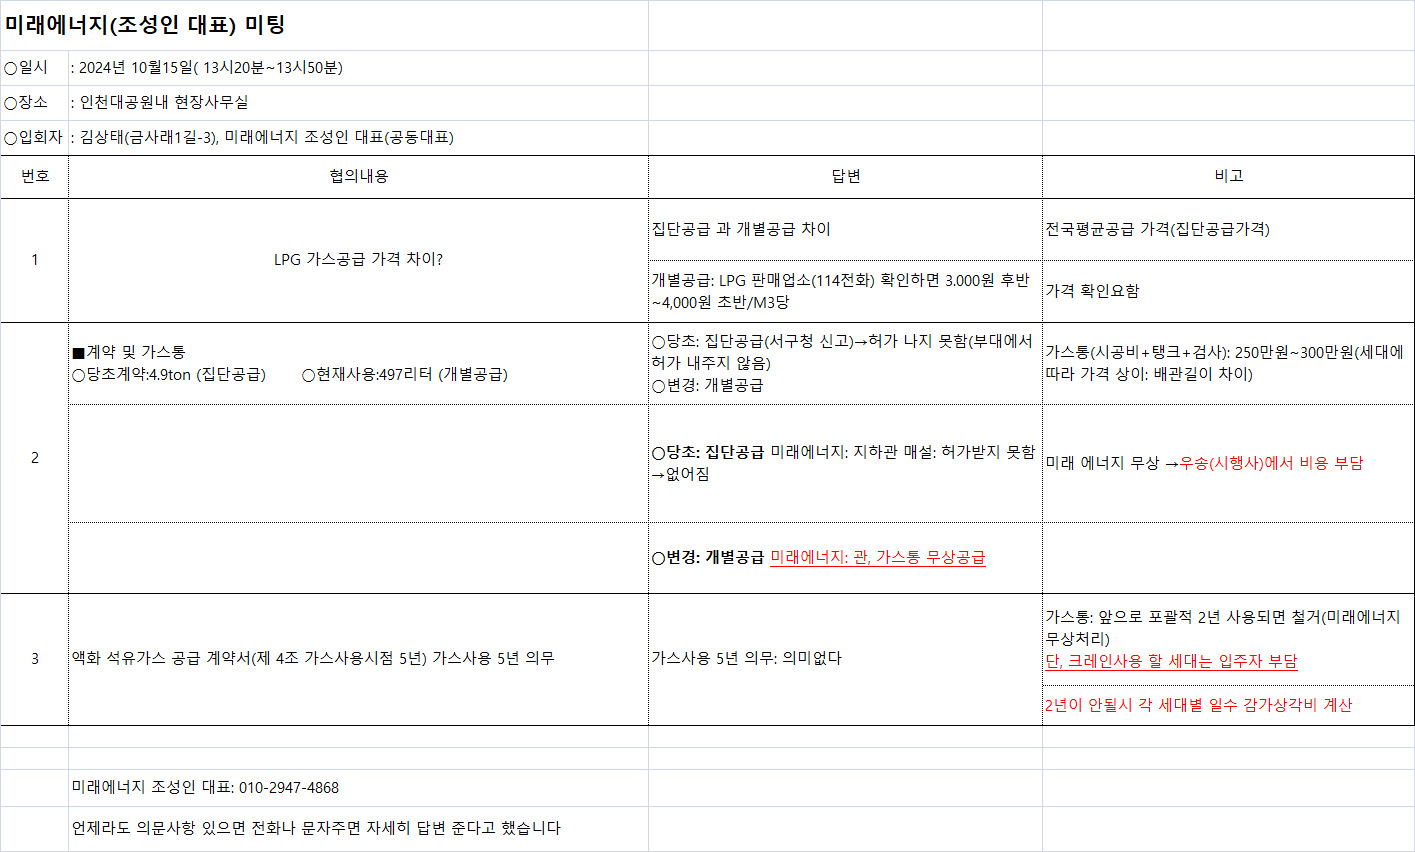 미래에너지(조성인 대표) 미팅
○일시 : 2024년 10월15일( 13시20분~13시50분)
○장소 : 인천대공원내 현장사무실
○입회자 : 김상태(금사래1길-3), 미래에너지 조성인 대표(공동대표)
번호 협의내용 답변 비고
1
LPG 가스공급 가격 차이?
집단공급 과 개별공급 차이
전국평균공급 가격(집단공급가격)
개별공급: LPG 판매업소(114전화) 확인하면 3.000원 후반
~4,000원 초반/M3당
가격 확인요함
2
■계약 및 가스통
○당초계약:4.9ton (집단공급) ○현재사용:497리터 (개별공급)
○당초: 집단공급(서구청 신고)→허가 나지 못함(부대에서
허가 내주지 않음)
○변경: 개별공급
가스통(시공비+탱크+검사): 250만원~300만원(세대에
따라 가격 상이: 배관길이 차이)
○당초: 집단공급 미래에너지: 지하관 매설: 허가받지 못함
→없어짐
미래 에너지 무상 →우송(시행사)에서 비용 부담
○변경: 개별공급 미래에너지: 관, 가스통 무상공급
3
액화 석유가스 공급 계약서(제 4조 가스사용시점 5년) 가스사용 5년 의무
가스사용 5년 의무: 의미없다
가스통: 앞으로 포괄적 2년 사용되면 철거(미래에너지
무상처리)
단, 크레인사용 할 세대는 입주자 부담
2년이 안될시 각 세대별 일수 감가상각비 계산
미래에너지 조성인 대표: 010-2947-4868
언제라도 의문사항 있으면 전화나 문자주면 자세히 답변 준다고 했습니다